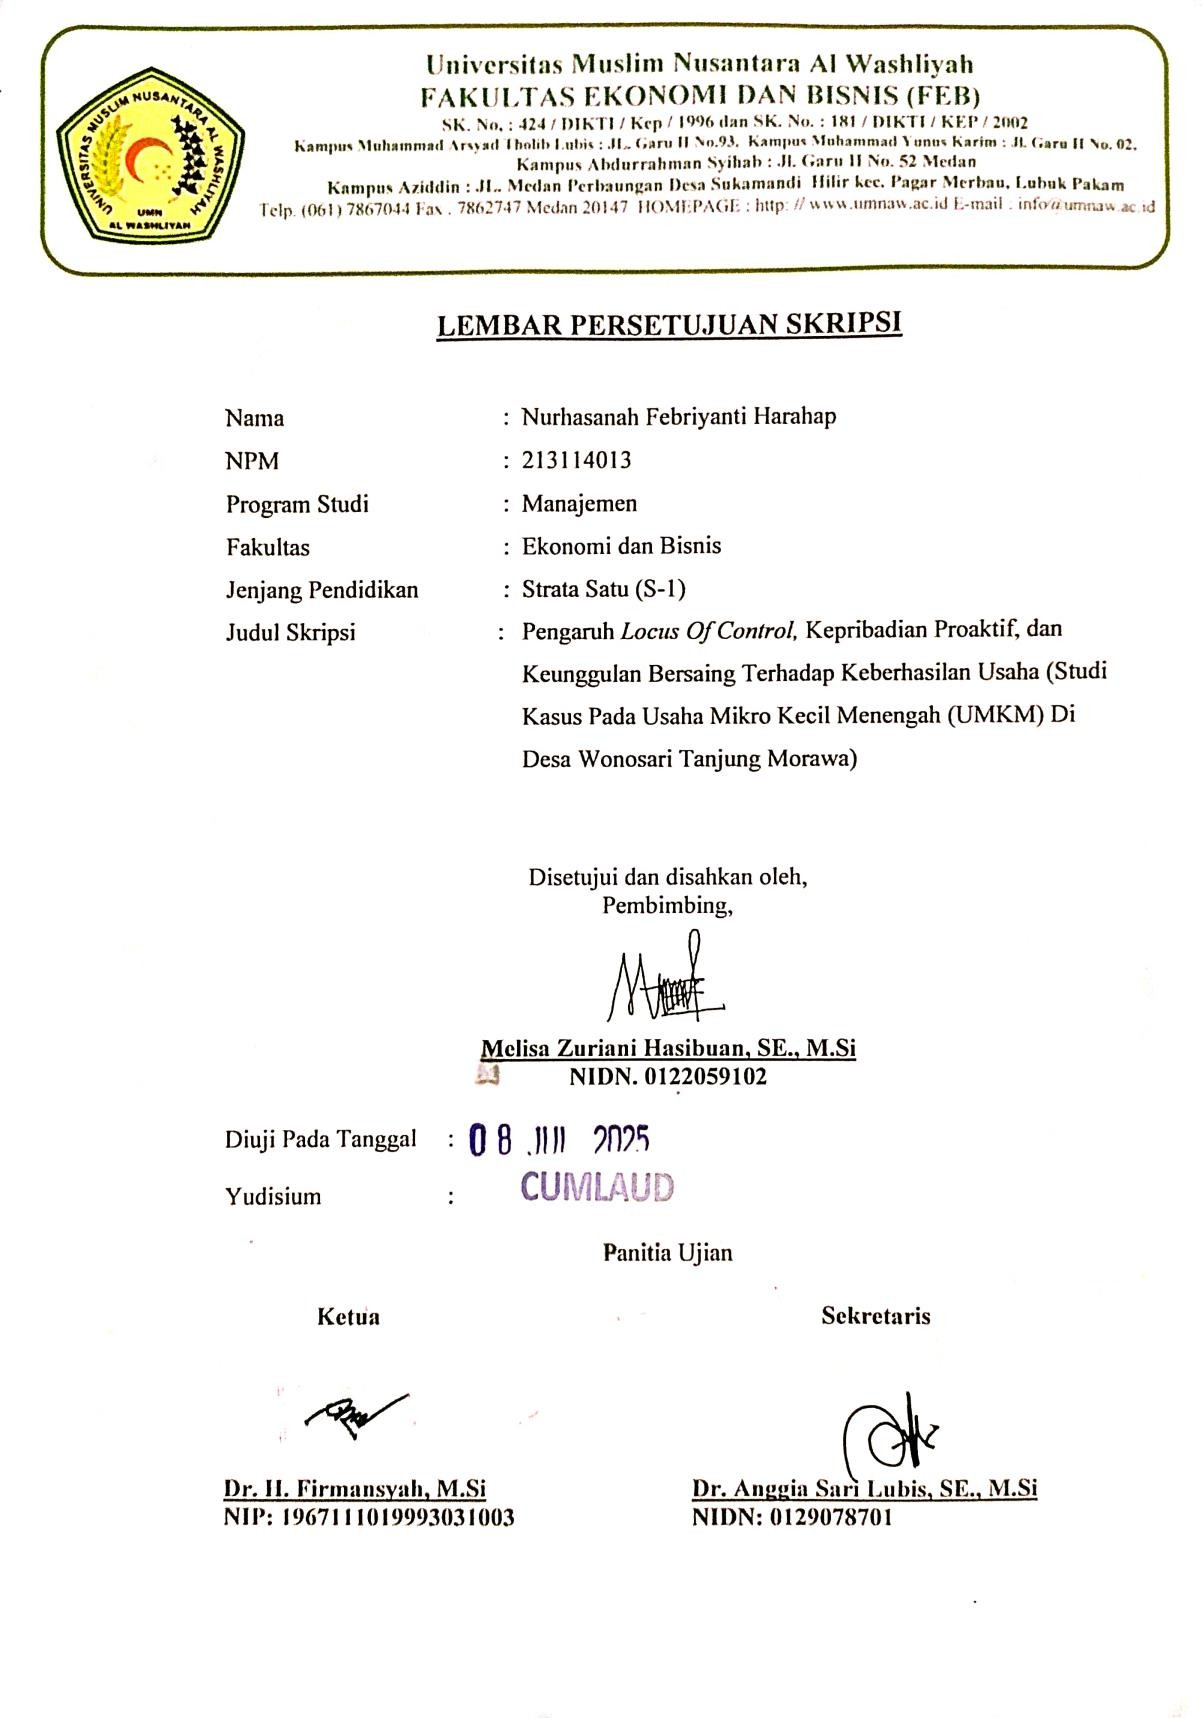 UNIVERSITAS MUSLIM NUSANTARA AL WASHLIYAH
UMN
AL WASHLIYAH
Universitas Muslim Nusantara Al Washliyah
FAKULTAS EKONOMI DAN BISNIS (FEB)
SK. No. : 424 / DIKTI / Kep / 1996 dan SK. No. : 181 / DIKTI / KEP / 2002
Kampus Muhammad Arsyad Tholib Lubis : JL. Garu II No.93, Kampus Muhammad Yunus Karim : Jl. Garu II No. 02,
Kampus Abdurrahman Syihab : Jl. Garu II No. 52 Medan
Kampus Aziddin : JL. Medan Perbaungan Desa Sukamandi Hilir kec. Pagar Merbau, Lubuk Pakam
Telp. (061) 7867044 Fax . 7862747 Medan 20147 HOMEPAGE : http: // www.umnaw.ac.id E-mail : info@umnaw.ac.id
LEMBAR PERSETUJUAN SKRIPSI
Nama : Nurhasanah Febriyanti Harahap
NPM : 213114013
Program Studi : Manajemen
Fakultas : Ekonomi dan Bisnis
Jenjang Pendidikan : Strata Satu (S-1)
Judul Skripsi : Pengaruh Locus Of Control, Kepribadian Proaktif, dan
Keunggulan Bersaing Terhadap Keberhasilan Usaha (Studi
Kasus Pada Usaha Mikro Kecil Menengah (UMKM) Di
Desa Wonosari Tanjung Morawa)
Disetujui dan disahkan oleh,
Pembimbing,
Melisa Zuriani Hasibuan, SE., M.Si
NIDN. 0122059102
Diuji Pada Tanggal : 08 JUL 2025
Yudisium : CUMLAUD
Panitia Ujian
Ketua Sekretaris
Dr. H. Firmansyah, M.Si Dr. Anggia Sari Lubis, SE., M.Si
NIP: 1967111019993031003 NIDN: 0129078701